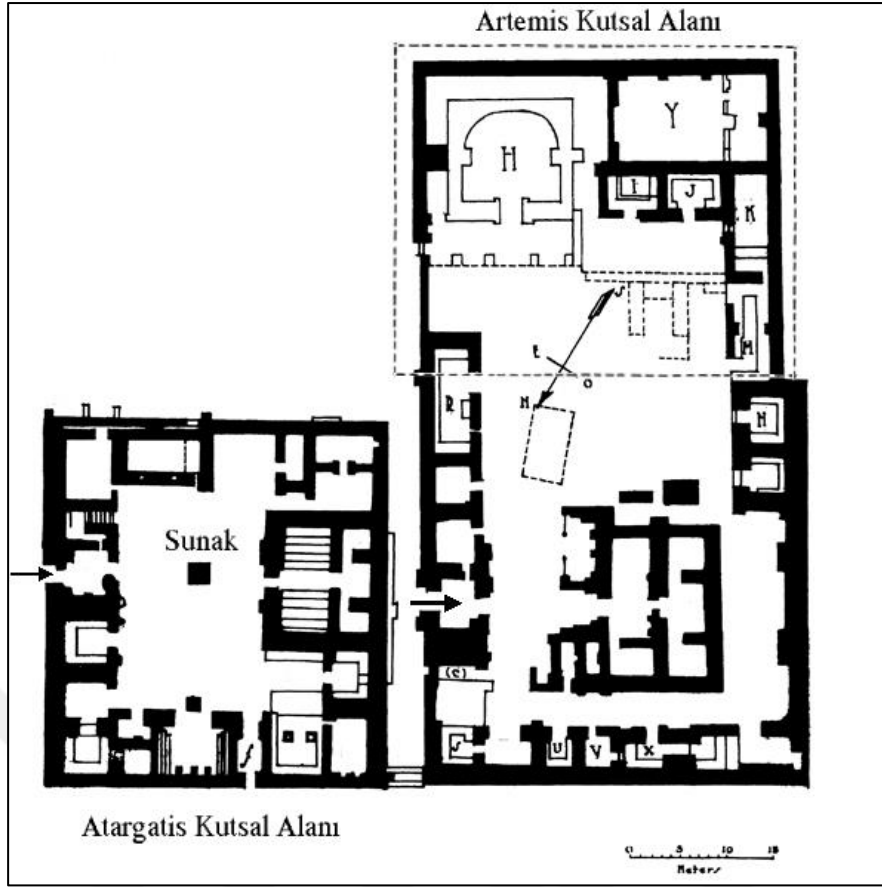 Artemis Kutsal Alanı
H
Y
I
J
K
S
M
E
O
N
R
N
Sunak
(C)
S
U
V
X
f
Atargatis Kutsal Alanı
0 5 10 15
Meters